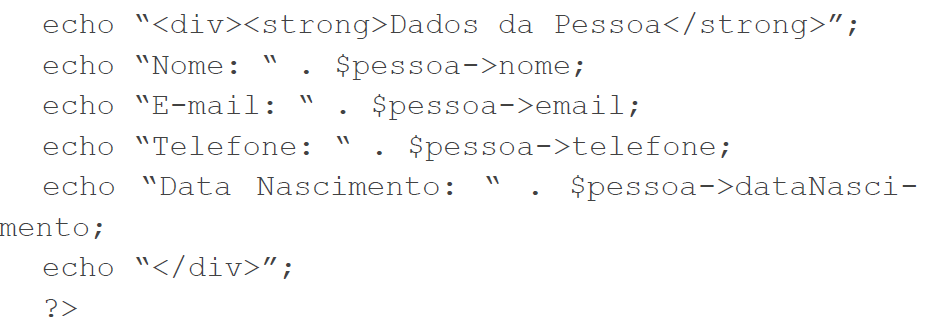 echo “<div><strong>Dados da Pessoa</strong>”;
echo “Nome: “ . $pessoa->nome;
echo “E-mail: “ . $pessoa->email;
echo “Telefone: “ . $pessoa->telefone;
echo “Data Nascimento: “ . $pessoa->dataNasci-
mento;
echo “</div>”;
?>